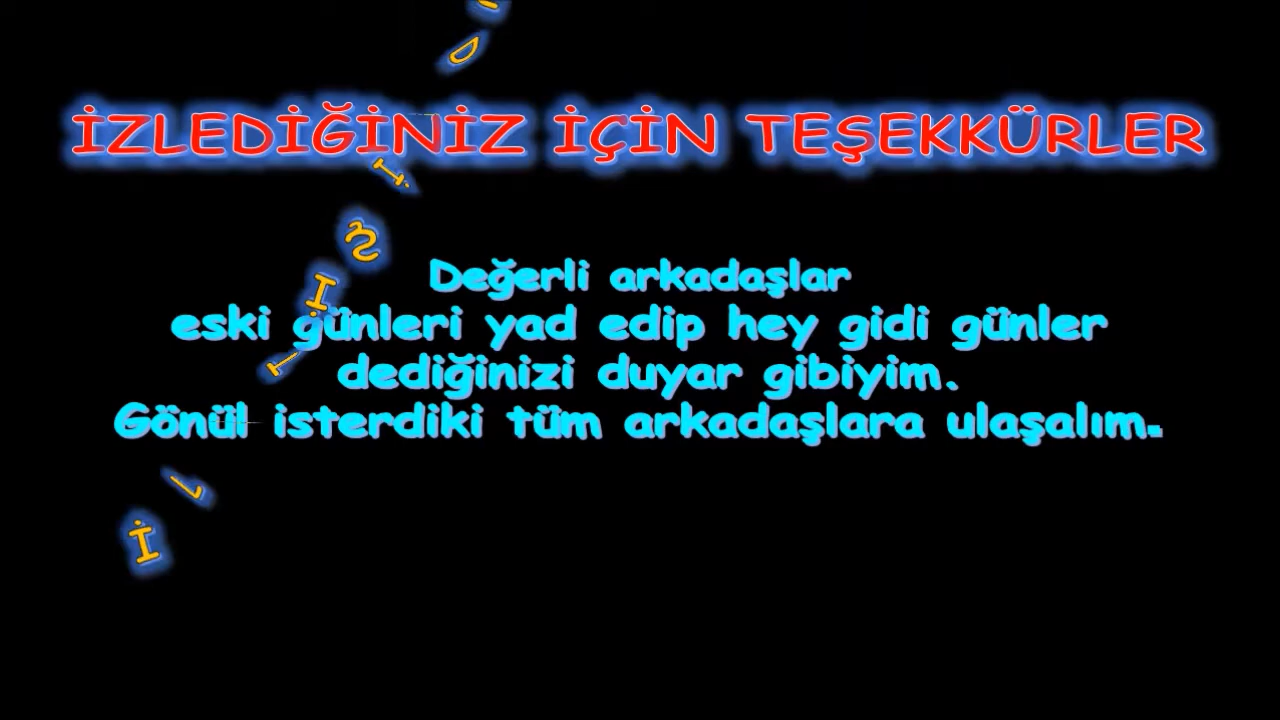 İZLEDİĞİNİZ İÇİN TEŞEKKÜRLER
Değerli arkadaşlar
eski günleri yad edip hey gidi günler
dediğinizi duyar gibiyim.
Gönül isterdiki tüm arkadaşlara ulaşalım.